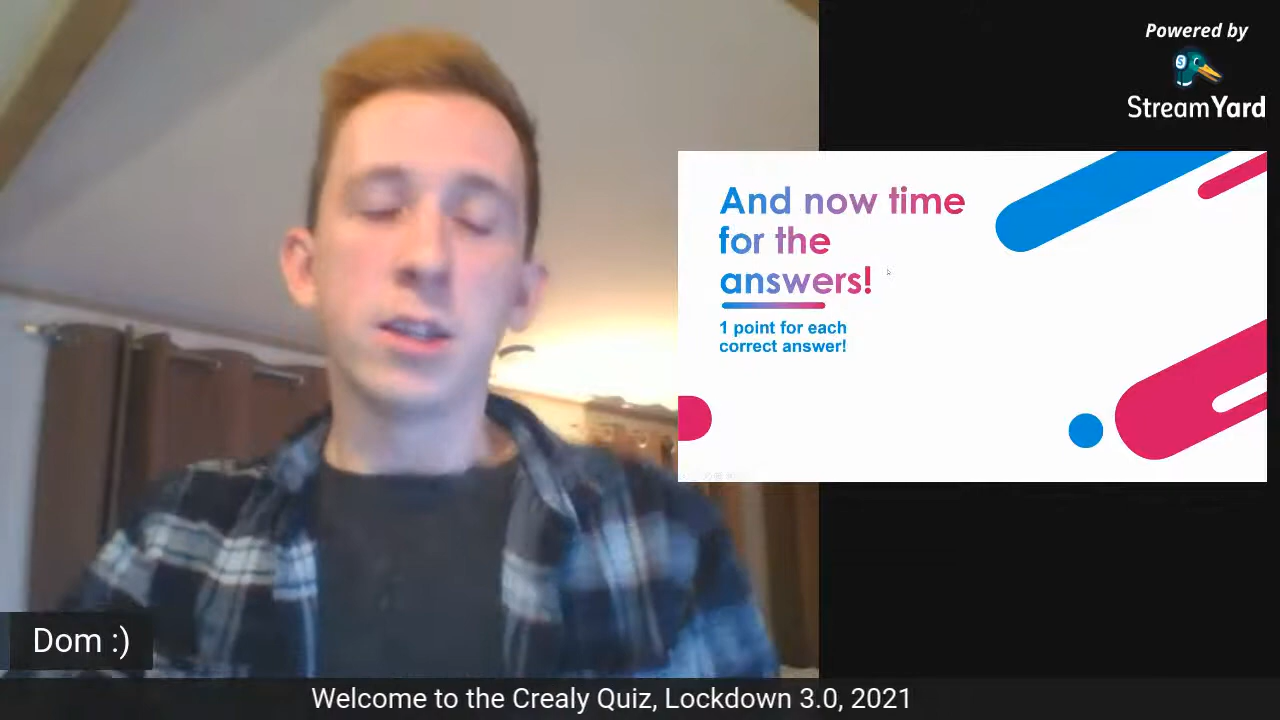 Powered by
StreamYard
And now time
for the
answers!
1 point for each
correct answer!
Dom :)
Welcome to the Crealy Quiz, Lockdown 3.0, 2021